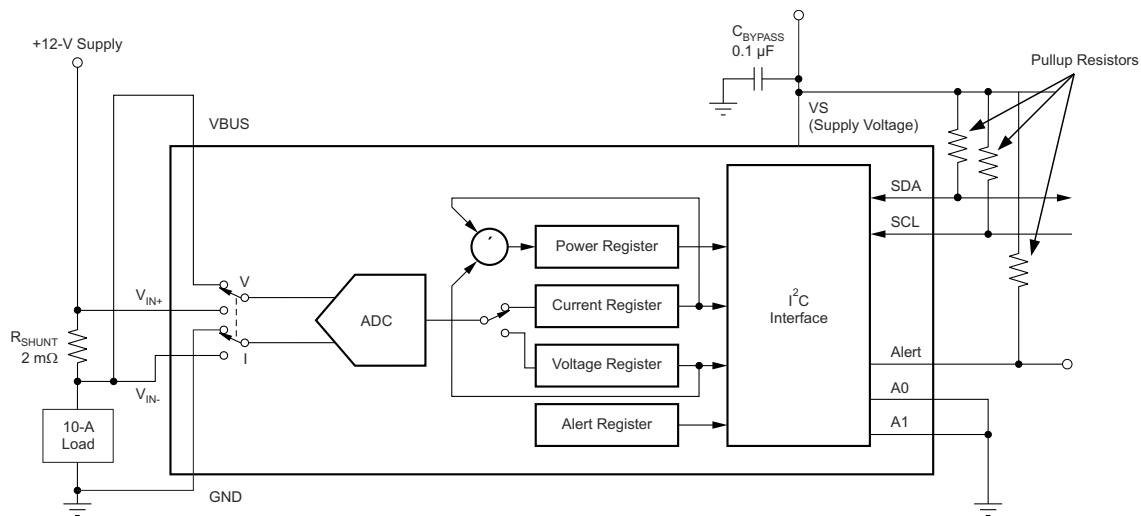 +12-V Supply
C_BYPASS
0.1 µF
Pullup Resistors
VBUS
VS
(Supply Voltage)
SDA
SCL
V
Power Register
V_IN+
ADC
Current Register
I²C
Interface
R_SHUNT
2 mΩ
I
Voltage Register
Alert
V_IN-
A0
10-A
Load
Alert Register
A1
GND